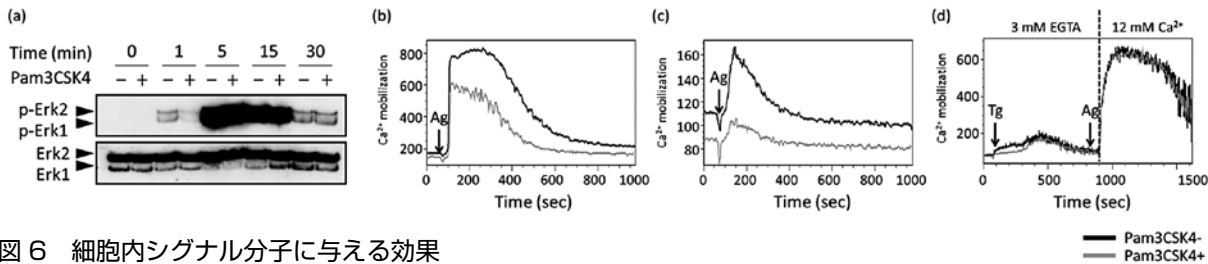 (a)
Time (min) 0 1 5 15 30
Pam3CSK4 − + − + − + − + − +
p-Erk2
p-Erk1
Erk2
Erk1
(b)
Ca²⁺ mobilization
800
600
400
200
Ag
0 200 400 600 800 1000
Time (sec)
(c)
Ca²⁺ mobilization
160
140
120
100
80
Ag
0 200 400 600 800 1000
Time (sec)
(d)
3 mM EGTA 12 mM Ca²⁺
Ca²⁺ mobilization
600
400
200
Tg Ag
0 500 1000 1500
Time (sec)
Pam3CSK4-
Pam3CSK4+
図 6 細胞内シグナル分子に与える効果